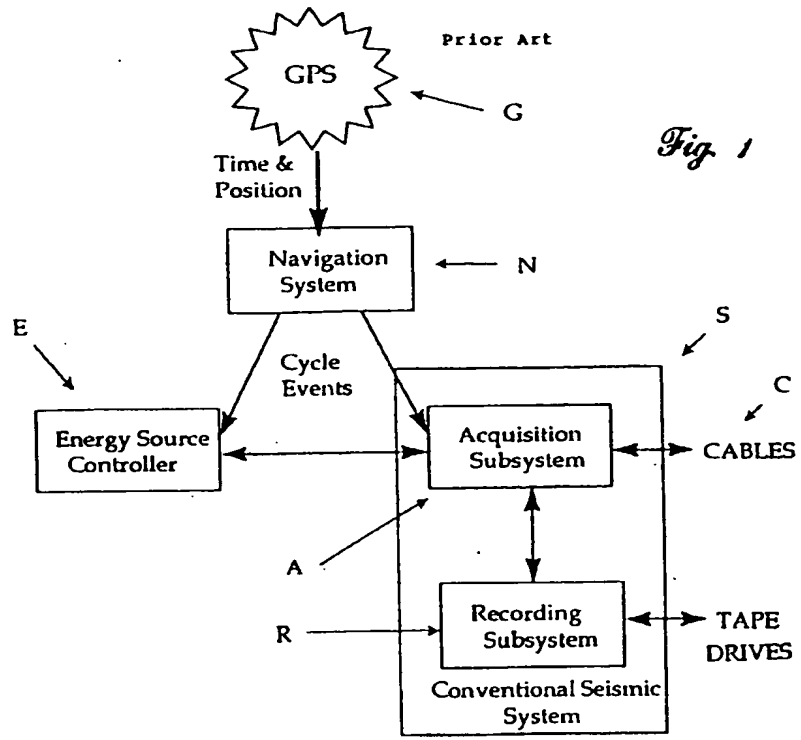 Prior Art
GPS
G
Fig. 1
Time &
Position
Navigation
System
N
E
S
Cycle
Events
C
Energy Source
Controller
Acquisition
Subsystem
CABLES
A
R
Recording
Subsystem
TAPE
DRIVES
Conventional Seismic
System